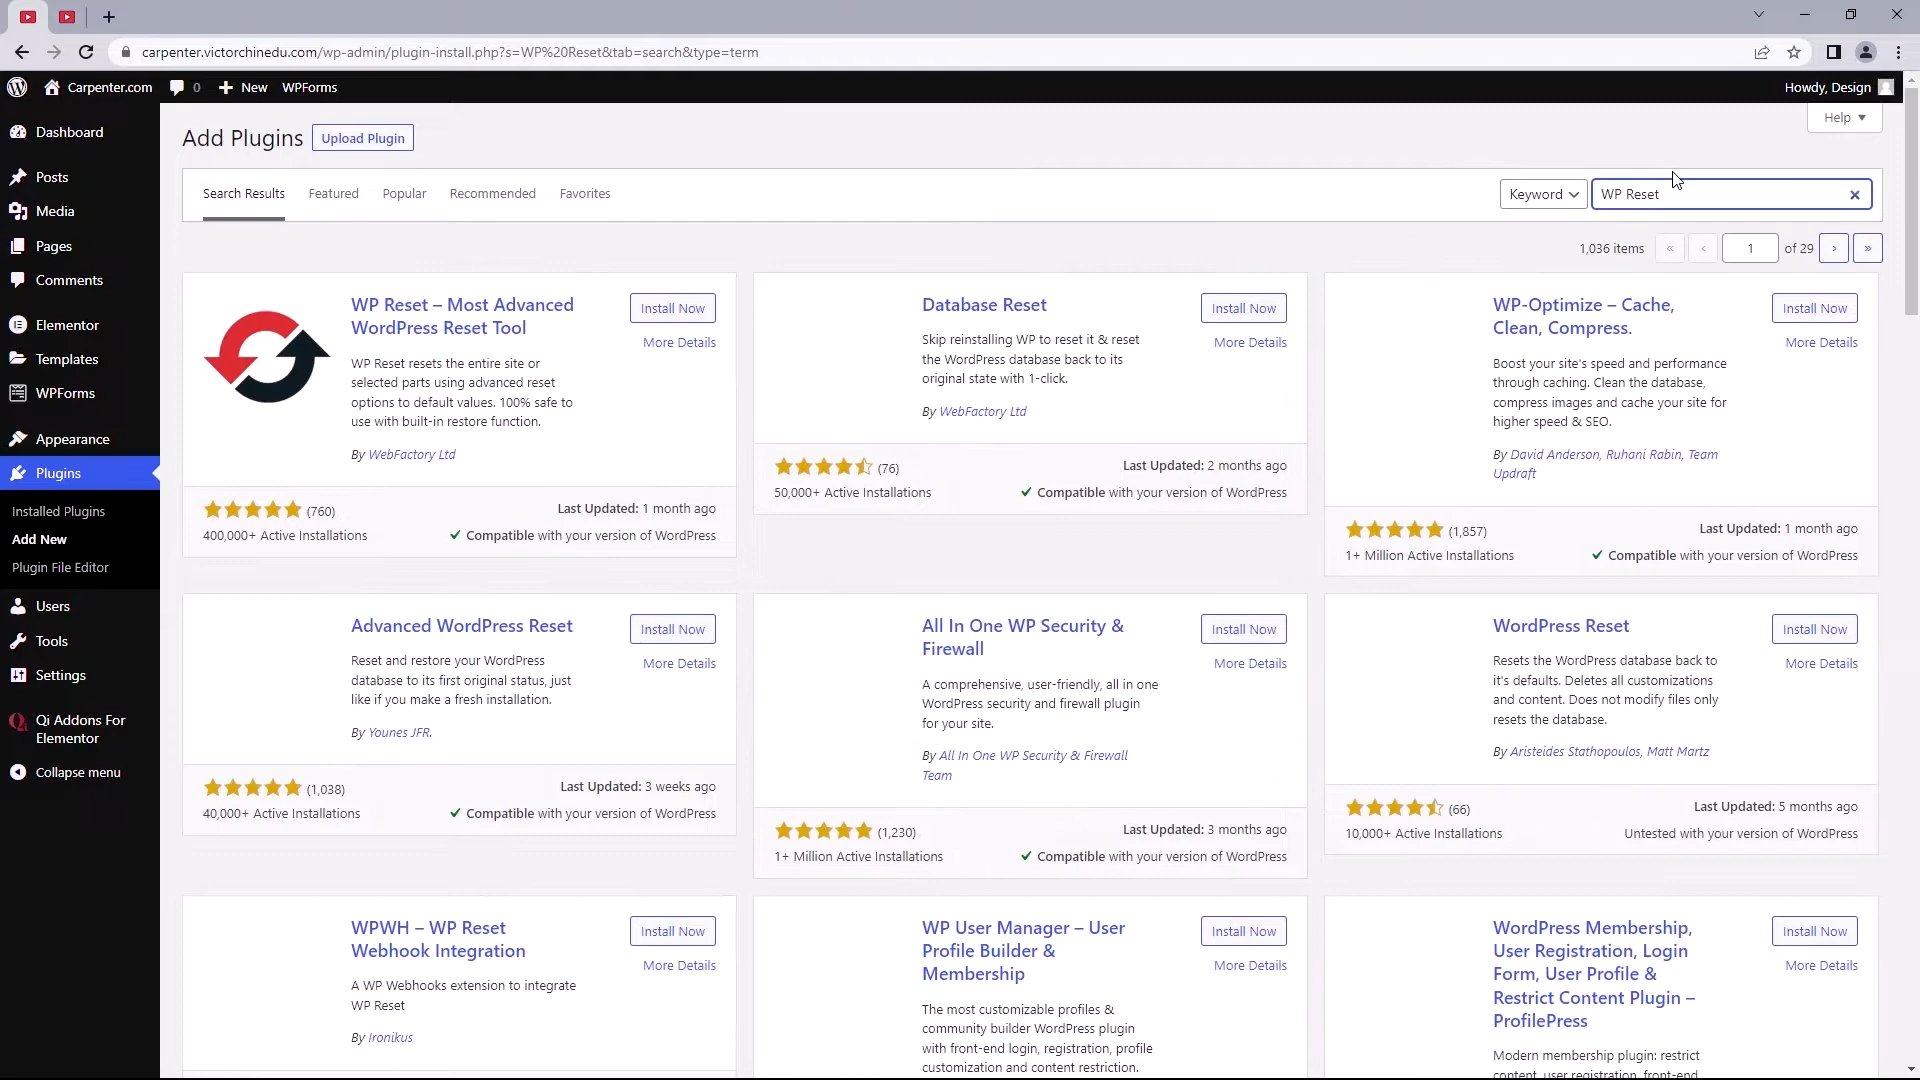 carpenter.victorchinedu.com/wp-admin/plugin-install.php?s=WP%20Reset&tab=search&type=term
Carpenter.com
0
New
WPForms
Howdy, Design
Dashboard
Posts
Media
Pages
Comments
Elementor
Templates
WPForms
Appearance
Plugins
Installed Plugins
Add New
Plugin File Editor
Users
Tools
Settings
Qi Addons For
Elementor
Collapse menu
Help
Add Plugins
Upload Plugin
Search Results
Featured
Popular
Recommended
Favorites
Keyword
WP Reset
1,036 items
«
‹
1
of 29
›
»
WP Reset – Most Advanced
WordPress Reset Tool
Install Now
More Details
WP Reset resets the entire site or
selected parts using advanced reset
options to default values. 100% safe to
use with built-in restore function.
By WebFactory Ltd
(760)
Last Updated: 1 month ago
400,000+ Active Installations
Compatible with your version of WordPress
Database Reset
Install Now
More Details
Skip reinstalling WP to reset it & reset
the WordPress database back to its
original state with 1-click.
By WebFactory Ltd
(76)
Last Updated: 2 months ago
50,000+ Active Installations
Compatible with your version of WordPress
WP-Optimize – Cache,
Clean, Compress.
Install Now
More Details
Boost your site's speed and performance
through caching. Clean the database,
compress images and cache your site for
higher speed & SEO.
By David Anderson, Ruhani Rabin, Team
Updraft
(1,857)
Last Updated: 1 month ago
1+ Million Active Installations
Compatible with your version of WordPress
Advanced WordPress Reset
Install Now
More Details
Reset and restore your WordPress
database to its first original status, just
like if you make a fresh installation.
By Younes JFR.
(1,038)
Last Updated: 3 weeks ago
40,000+ Active Installations
Compatible with your version of WordPress
All In One WP Security &
Firewall
Install Now
More Details
A comprehensive, user-friendly, all in one
WordPress security and firewall plugin
for your site.
By All In One WP Security & Firewall
Team
(1,230)
Last Updated: 3 months ago
1+ Million Active Installations
Compatible with your version of WordPress
WordPress Reset
Install Now
More Details
Resets the WordPress database back to
it's defaults. Deletes all customizations
and content. Does not modify files only
resets the database.
By Aristeides Stathopoulos, Matt Martz
(66)
Last Updated: 5 months ago
10,000+ Active Installations
Untested with your version of WordPress
WPWH – WP Reset
Webhook Integration
Install Now
More Details
A WP Webhooks extension to integrate
WP Reset
By Ironikus
WP User Manager – User
Profile Builder &
Membership
Install Now
More Details
The most customizable profiles &
community builder WordPress plugin
with front-end login, registration, profile
customization and content restriction.
WordPress Membership,
User Registration, Login
Form, User Profile &
Restrict Content Plugin –
ProfilePress
Install Now
More Details
Modern membership plugin: restrict
content, user registration, front-end